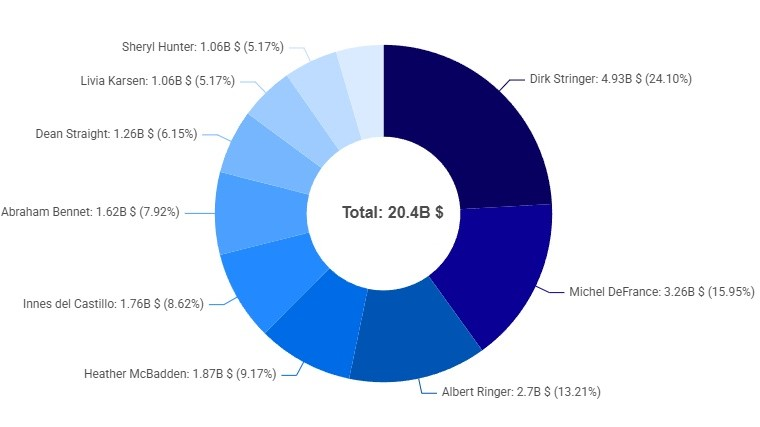 Sheryl Hunter: 1.06B $ (5.17%)
Dirk Stringer: 4.93B $ (24.10%)
Livia Karsen: 1.06B $ (5.17%)
Dean Straight: 1.26B $ (6.15%)
Abraham Bennet: 1.62B $ (7.92%)
Total: 20.4B $
Michel DeFrance: 3.26B $ (15.95%)
Innes del Castillo: 1.76B $ (8.62%)
Heather McBadden: 1.87B $ (9.17%)
Albert Ringer: 2.7B $ (13.21%)